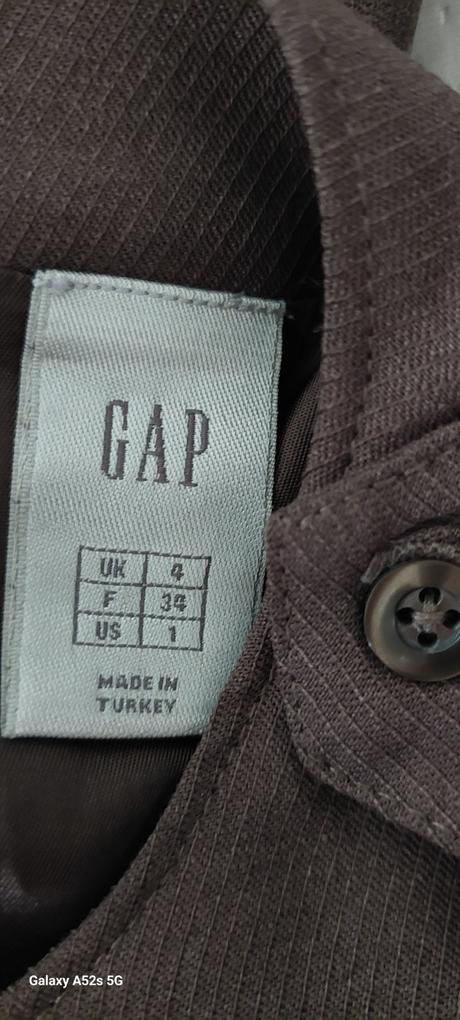 GAP
UK 4
F 34
US 1
MADE IN
TURKEY
Galaxy A52s 5G